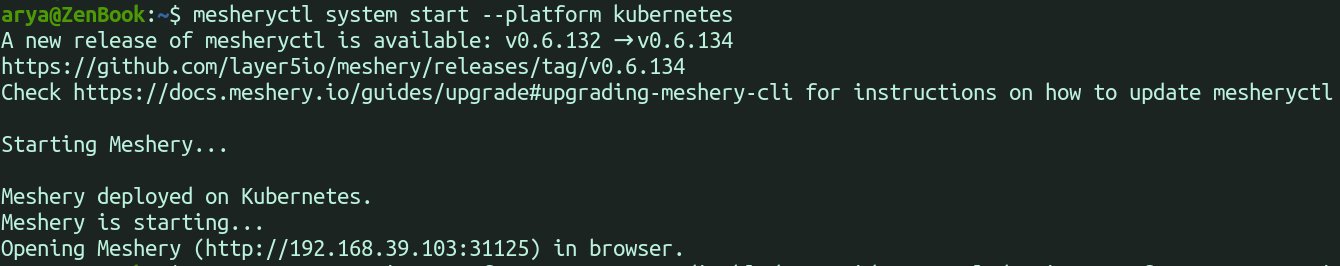 arya@ZenBook:~$ mesheryctl system start --platform kubernetes
A new release of mesheryctl is available: v0.6.132 →v0.6.134
https://github.com/layer5io/meshery/releases/tag/v0.6.134
Check https://docs.meshery.io/guides/upgrade#upgrading-meshery-cli for instructions on how to update mesheryctl
Starting Meshery...
Meshery deployed on Kubernetes.
Meshery is starting...
Opening Meshery (http://192.168.39.103:31125) in browser.